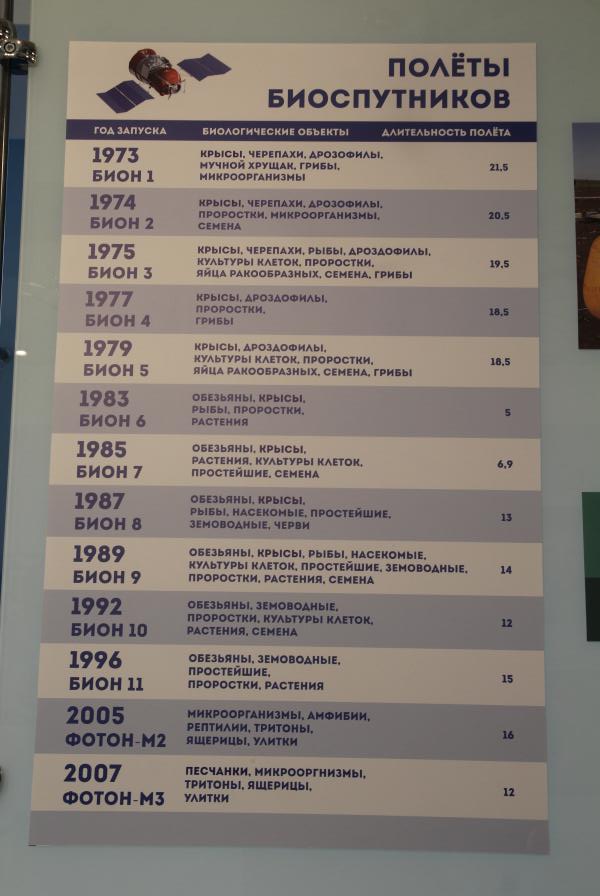 ПОЛЁТЫ
БИОСПУТНИКОВ
ГОД ЗАПУСКА БИОЛОГИЧЕСКИЕ ОБЪЕКТЫ ДЛИТЕЛЬНОСТЬ ПОЛЁТА
1973
БИОН 1
КРЫСЫ, ЧЕРЕПАХИ, ДРОЗОФИЛЫ,
МУЧНОЙ ХРУЩАК, ГРИБЫ,
МИКРООРГАНИЗМЫ
21,5
1974
БИОН 2
КРЫСЫ, ЧЕРЕПАХИ, ДРОЗОФИЛЫ,
ПРОРОСТКИ, МИКРООРГАНИЗМЫ,
СЕМЕНА
20,5
1975
БИОН 3
КРЫСЫ, ЧЕРЕПАХИ, РЫБЫ, ДРОЗДОФИЛЫ,
КУЛЬТУРЫ КЛЕТОК, ПРОРОСТКИ,
ЯЙЦА РАКООБРАЗНЫХ, СЕМЕНА, ГРИБЫ
19,5
1977
БИОН 4
КРЫСЫ, ДРОЗДОФИЛЫ,
ПРОРОСТКИ,
ГРИБЫ
18,5
1979
БИОН 5
КРЫСЫ, ДРОЗДОФИЛЫ,
КУЛЬТУРЫ КЛЕТОК, ПРОРОСТКИ,
ЯЙЦА РАКООБРАЗНЫХ, СЕМЕНА, ГРИБЫ
18,5
1983
БИОН 6
ОБЕЗЬЯНЫ, КРЫСЫ,
РЫБЫ, ПРОРОСТКИ,
РАСТЕНИЯ
5
1985
БИОН 7
ОБЕЗЬЯНЫ, КРЫСЫ,
РАСТЕНИЯ, КУЛЬТУРЫ КЛЕТОК,
ПРОСТЕЙШИЕ, СЕМЕНА
6,9
1987
БИОН 8
ОБЕЗЬЯНЫ, КРЫСЫ,
РЫБЫ, НАСЕКОМЫЕ, ПРОСТЕЙШИЕ,
ЗЕМОВОДНЫЕ, ЧЕРВИ
13
1989
БИОН 9
ОБЕЗЬЯНЫ, КРЫСЫ, РЫБЫ, НАСЕКОМЫЕ,
КУЛЬТУРЫ КЛЕТОК, ПРОСТЕЙШИЕ, ЗЕМОВОДНЫЕ,
ПРОРОСТКИ, РАСТЕНИЯ, СЕМЕНА
14
1992
БИОН 10
ОБЕЗЬЯНЫ, ЗЕМОВОДНЫЕ,
ПРОРОСТКИ, КУЛЬТУРЫ КЛЕТОК,
РАСТЕНИЯ, СЕМЕНА
12
1996
БИОН 11
ОБЕЗЬЯНЫ, ЗЕМОВОДНЫЕ,
ПРОСТЕЙШИЕ,
ПРОРОСТКИ, РАСТЕНИЯ
15
2005
ФОТОН-М2
МИКРООРГАНИЗМЫ, АМФИБИИ,
РЕПТИЛИИ, ТРИТОНЫ,
ЯЩЕРИЦЫ, УЛИТКИ
16
2007
ФОТОН-М3
ПЕСЧАНКИ, МИКРООРГНИЗМЫ,
ТРИТОНЫ, ЯЩЕРИЦЫ,
УЛИТКИ
12